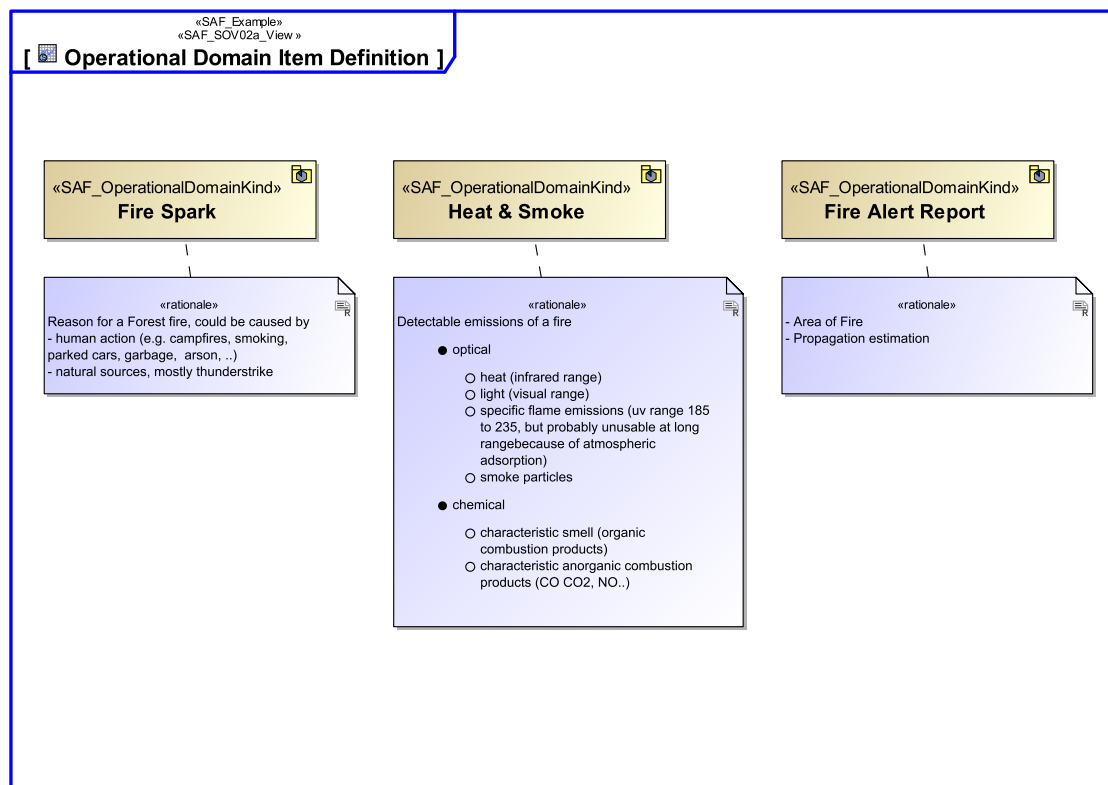 «SAF_Example»
«SAF_SOV02a_View »
[ Operational Domain Item Definition ]
«SAF_OperationalDomainKind»
Fire Spark
«rationale»
Reason for a Forest fire, could be caused by
- human action (e.g. campfires, smoking,
parked cars, garbage,  arson, ..)
- natural sources, mostly thunderstrike
«SAF_OperationalDomainKind»
Heat & Smoke
«rationale»
Detectable emissions of a fire
● optical
○ heat (infrared range)
○ light (visual range)
○ specific flame emissions (uv range 185
to 235, but probably unusable at long
rangebecause of atmospheric
adsorption)
○ smoke particles
● chemical
○ characteristic smell (organic
combustion products)
○ characteristic anorganic combustion
products (CO CO2, NO..)
«SAF_OperationalDomainKind»
Fire Alert Report
«rationale»
- Area of Fire
- Propagation estimation